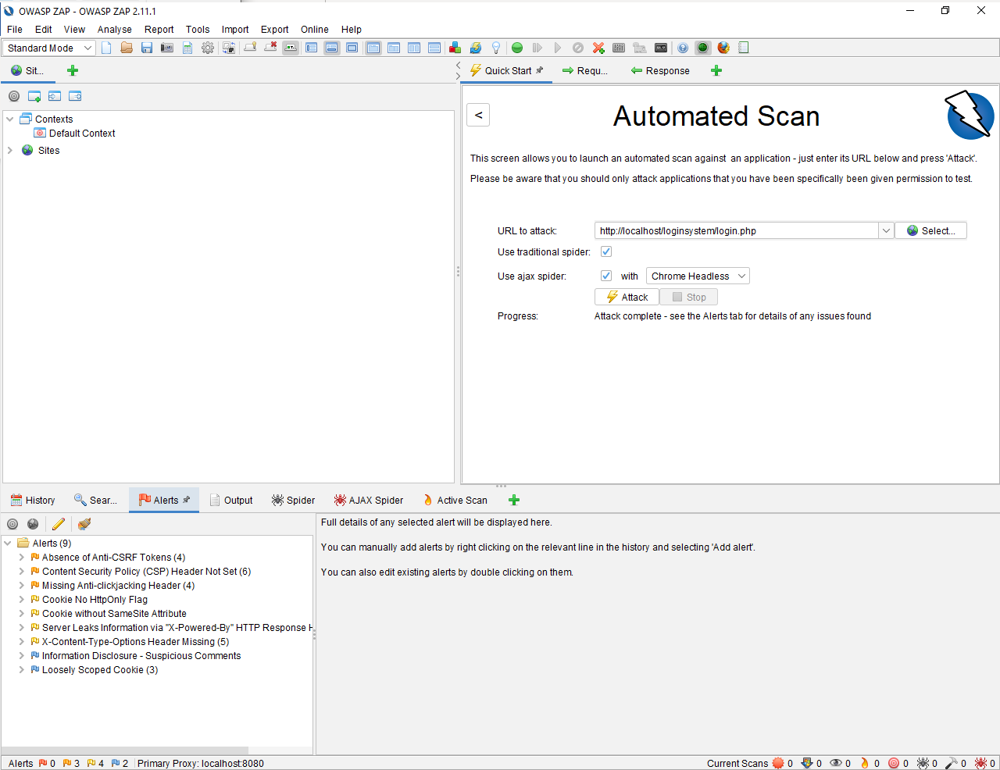 OWASP ZAP - OWASP ZAP 2.11.1
File Edit View Analyse Report Tools Import Export Online Help
Standard Mode
Sit...
Quick Start Requ... Response
<
Automated Scan
Contexts
Default Context
Sites
This screen allows you to launch an automated scan against  an application - just enter its URL below and press 'Attack'.
Please be aware that you should only attack applications that you have been specifically been given permission to test.
URL to attack: http://localhost/loginsystem/login.php Select...
Use traditional spider:
Use ajax spider: with Chrome Headless
Attack Stop
Progress: Attack complete - see the Alerts tab for details of any issues found
History Sear... Alerts Output Spider AJAX Spider Active Scan
Full details of any selected alert will be displayed here.
You can manually add alerts by right clicking on the relevant line in the history and selecting 'Add alert'.
You can also edit existing alerts by double clicking on them.
Alerts (9)
Absence of Anti-CSRF Tokens (4)
Content Security Policy (CSP) Header Not Set (6)
Missing Anti-clickjacking Header (4)
Cookie No HttpOnly Flag
Cookie without SameSite Attribute
Server Leaks Information via "X-Powered-By" HTTP Response H
X-Content-Type-Options Header Missing (5)
Information Disclosure - Suspicious Comments
Loosely Scoped Cookie (3)
Alerts 0 3 4 2 Primary Proxy: localhost:8080 Current Scans 0 0 0 0 0 0 0 0